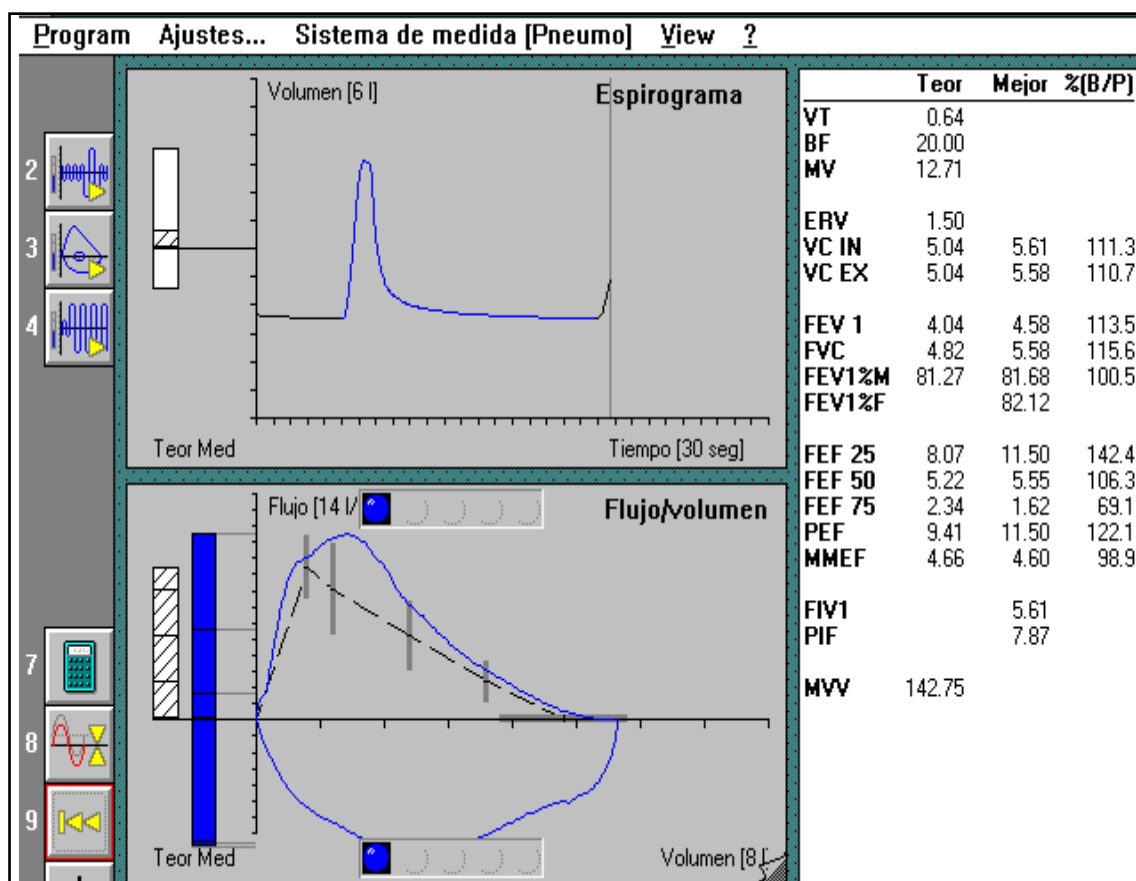 Program Ajustes... Sistema de medida [Pneumo] View ?
2
3
4
7
8
9
Volumen [6 l]
Espirograma
Teor Med
Tiempo [30 seg]
Flujo [14 l/
Flujo/volumen
Teor Med
Volumen [8 l
Teor Mejor %(B/P)
VT 0.64
BF 20.00
MV 12.71
ERV 1.50
VC IN 5.04 5.61 111.3
VC EX 5.04 5.58 110.7
FEV 1 4.04 4.58 113.5
FVC 4.82 5.58 115.6
FEV1%M 81.27 81.68 100.5
FEV1%F 82.12
FEF 25 8.07 11.50 142.4
FEF 50 5.22 5.55 106.3
FEF 75 2.34 1.62 69.1
PEF 9.41 11.50 122.1
MMEF 4.66 4.60 98.9
FIV1 5.61
PIF 7.87
MVV 142.75